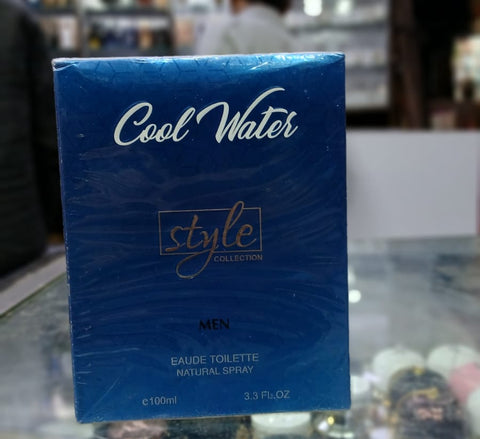 Cool Water
style
COLLECTION
MEN
EAUDE TOILETTE
NATURAL SPRAY
e100ml 3.3 FL.OZ